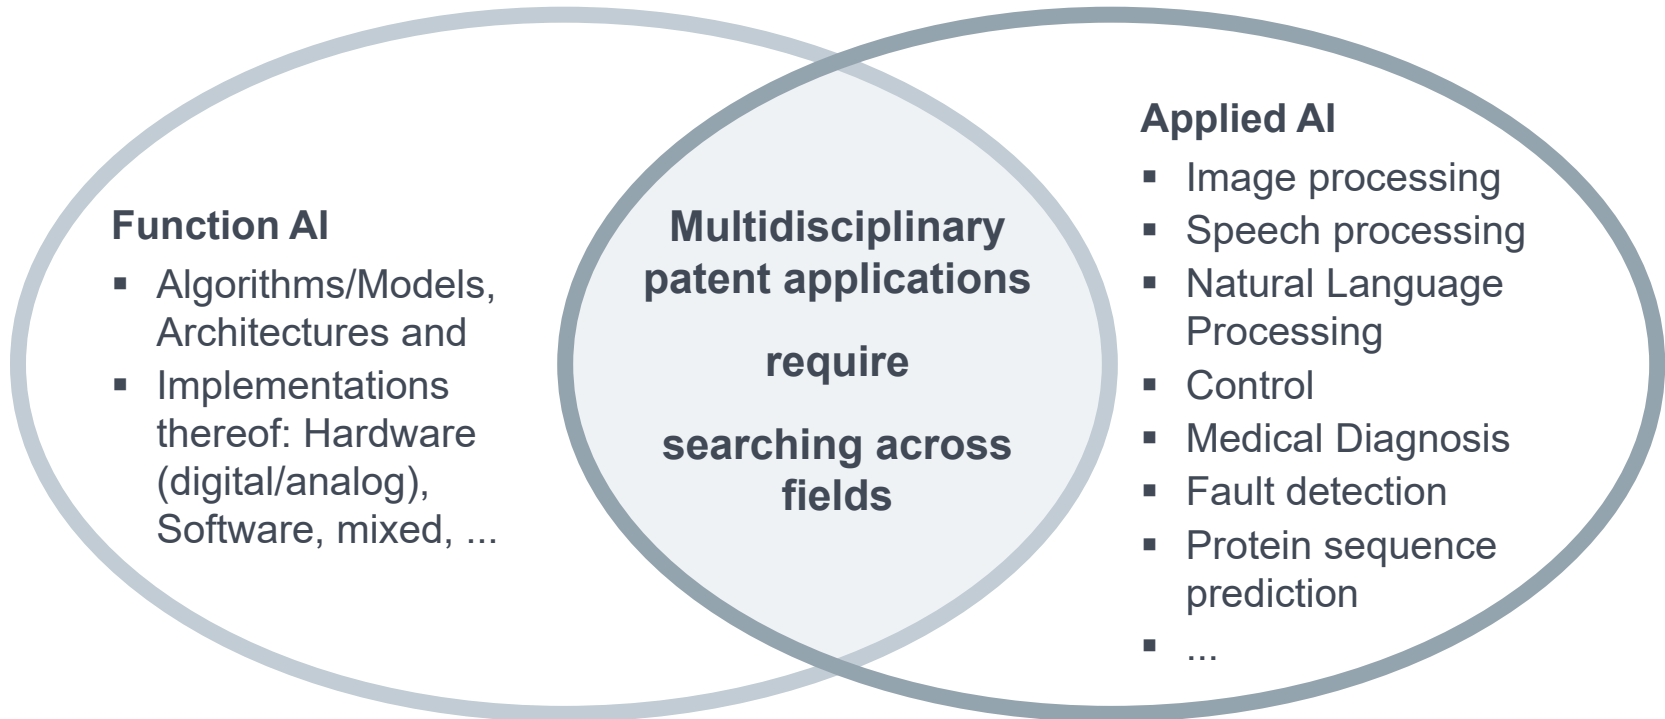 Function AI
▪ Algorithms/Models,
Architectures and
▪ Implementations
thereof: Hardware
(digital/analog),
Software, mixed, ...
Multidisciplinary
patent applications
require
searching across
fields
Applied AI
▪ Image processing
▪ Speech processing
▪ Natural Language
Processing
▪ Control
▪ Medical Diagnosis
▪ Fault detection
▪ Protein sequence
prediction
▪ ...